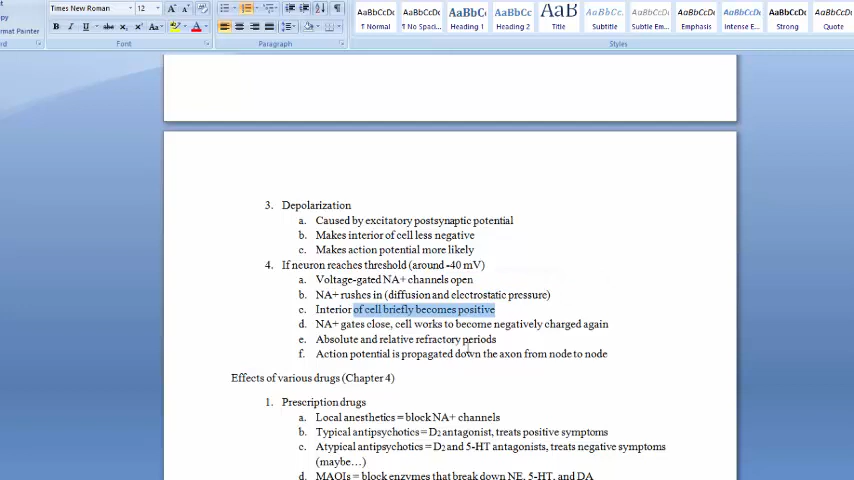 Times New Roman 12
ormat Painter
Font Paragraph Styles
AaBbCcDc AaBbCcDc AaBbC AaBbCc AaB AaBbCc. AaBbCcDt AaBbCcDt AaBbCcDt AaBbCcDc AaBbCcD
¶ Normal ¶ No Spaci... Heading 1 Heading 2 Title Subtitle Subtle Em... Emphasis Intense E... Strong Quote
3. Depolarization
a. Caused by excitatory postsynaptic potential
b. Makes interior of cell less negative
c. Makes action potential more likely
4. If neuron reaches threshold (around -40 mV)
a. Voltage-gated NA+ channels open
b. NA+ rushes in (diffusion and electrostatic pressure)
c. Interior of cell briefly becomes positive
d. NA+ gates close, cell works to become negatively charged again
e. Absolute and relative refractory periods
f. Action potential is propagated down the axon from node to node
Effects of various drugs (Chapter 4)
1. Prescription drugs
a. Local anesthetics = block NA+ channels
b. Typical antipsychotics = D2 antagonist, treats positive symptoms
c. Atypical antipsychotics = D2 and 5-HT antagonists, treats negative symptoms
(maybe…)
d. MAOIs = block enzymes that break down NE, 5-HT, and DA